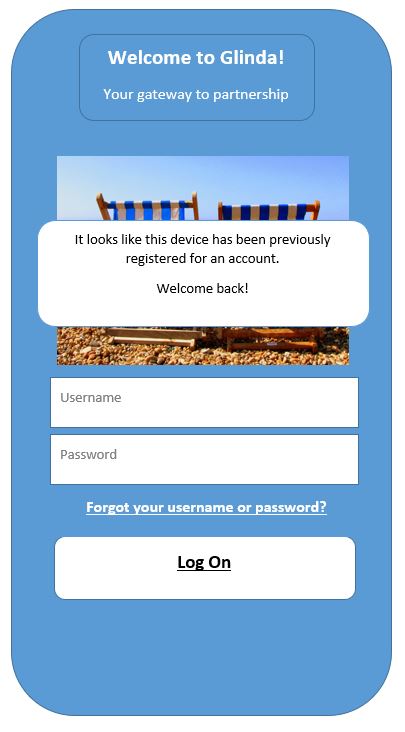 Welcome to Glinda!
Your gateway to partnership
It looks like this device has been previously
registered for an account.
Welcome back!
Username
Password
Forgot your username or password?
Log On